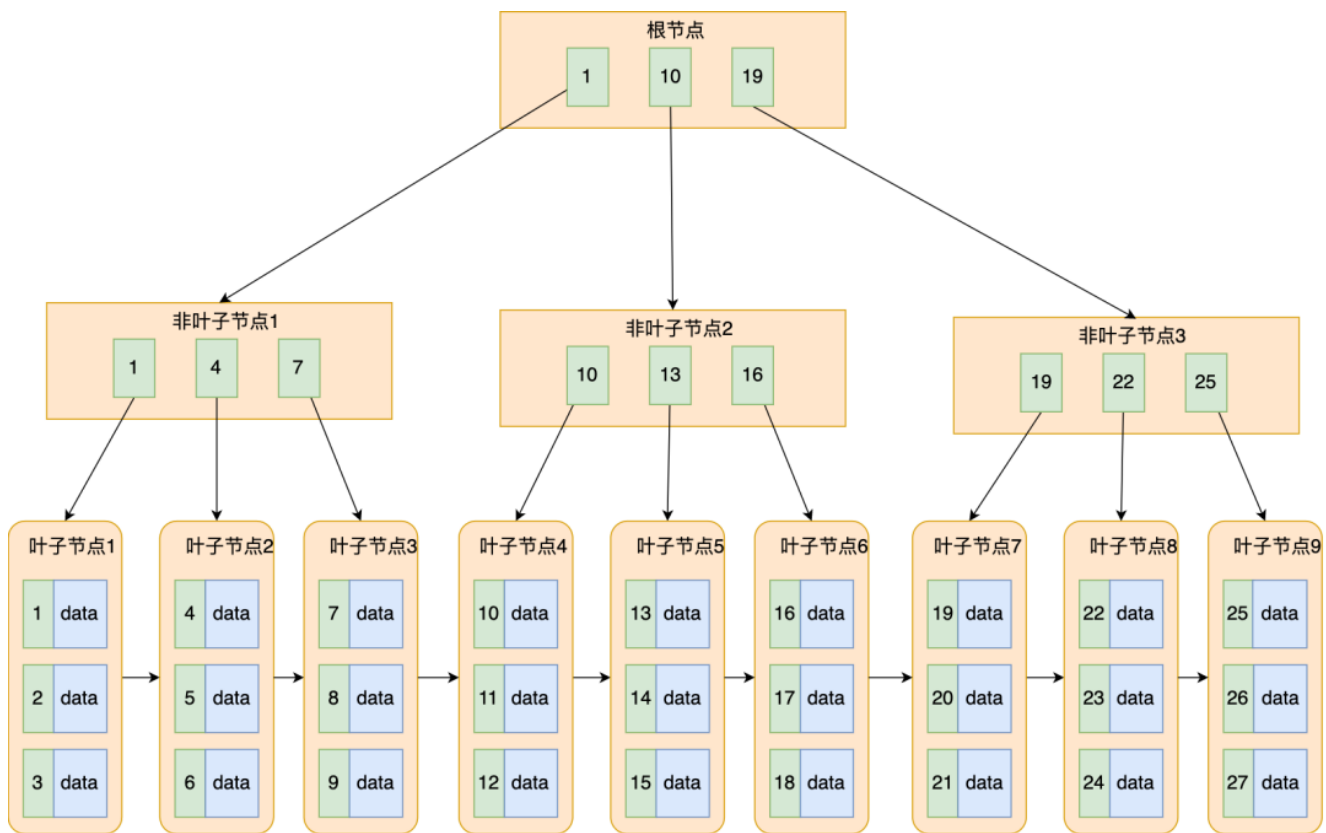 根节点
1 10 19
非叶子节点1
1 4 7
非叶子节点2
10 13 16
非叶子节点3
19 22 25
叶子节点1
1 data
2 data
3 data
叶子节点2
4 data
5 data
6 data
叶子节点3
7 data
8 data
9 data
叶子节点4
10 data
11 data
12 data
叶子节点5
13 data
14 data
15 data
叶子节点6
16 data
17 data
18 data
叶子节点7
19 data
20 data
21 data
叶子节点8
22 data
23 data
24 data
叶子节点9
25 data
26 data
27 data